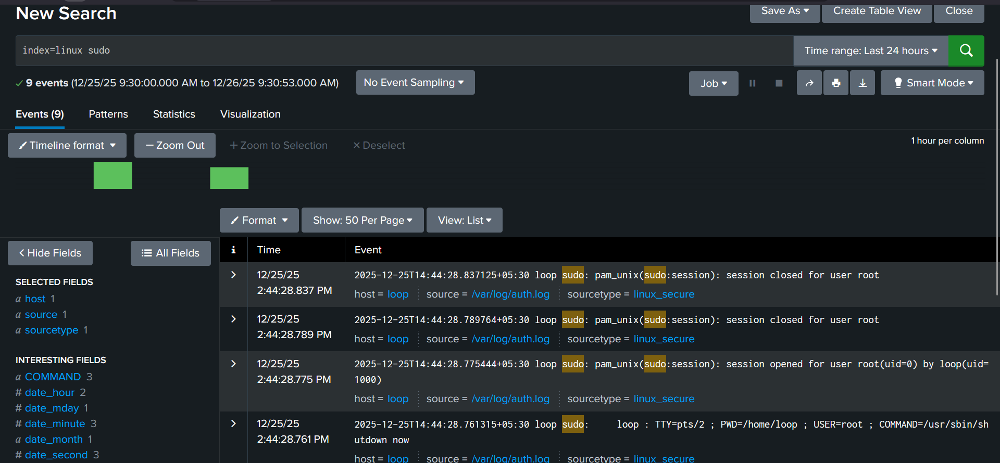 New Search
Save As
Create Table View
Close
index=linux sudo
Time range: Last 24 hours
9 events (12/25/25 9:30:00.000 AM to 12/26/25 9:30:53.000 AM)
No Event Sampling
Job
Smart Mode
Events (9)
Patterns
Statistics
Visualization
Timeline format
— Zoom Out
+ Zoom to Selection
× Deselect
1 hour per column
Format
Show: 50 Per Page
View: List
< Hide Fields
All Fields
i
Time
Event
SELECTED FIELDS
a host 1
a source 1
a sourcetype 1
INTERESTING FIELDS
a COMMAND 3
# date_hour 2
# date_mday 1
# date_minute 3
a date_month 1
# date_second 3
12/25/25
2:44:28.837 PM
2025-12-25T14:44:28.837125+05:30 loop sudo: pam_unix(sudo:session): session closed for user root
host = loop source = /var/log/auth.log sourcetype = linux_secure
12/25/25
2:44:28.789 PM
2025-12-25T14:44:28.789764+05:30 loop sudo: pam_unix(sudo:session): session closed for user root
host = loop source = /var/log/auth.log sourcetype = linux_secure
12/25/25
2:44:28.775 PM
2025-12-25T14:44:28.775444+05:30 loop sudo: pam_unix(sudo:session): session opened for user root(uid=0) by loop(uid=
1000)
host = loop source = /var/log/auth.log sourcetype = linux_secure
12/25/25
2:44:28.761 PM
2025-12-25T14:44:28.761315+05:30 loop sudo: loop : TTY=pts/2 ; PWD=/home/loop ; USER=root ; COMMAND=/usr/sbin/sh
utdown now
host = loop source = /var/log/auth.log sourcetype = linux_secure